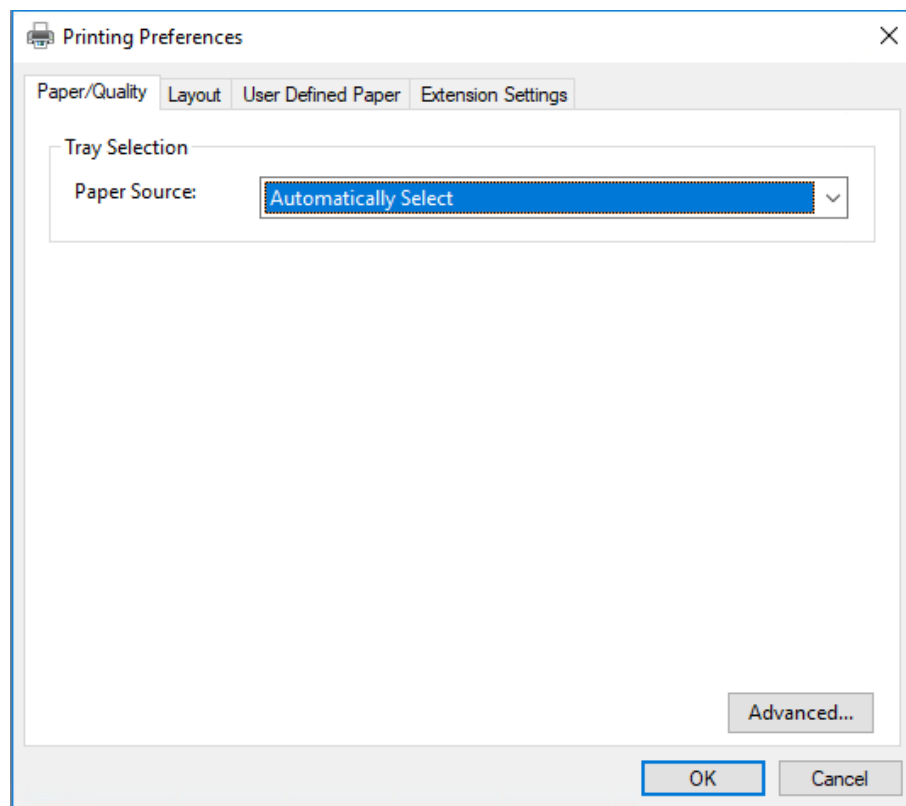 Printing Preferences
Paper/Quality Layout User Defined Paper Extension Settings
Tray Selection
Paper Source: Automatically Select
Advanced...
OK Cancel